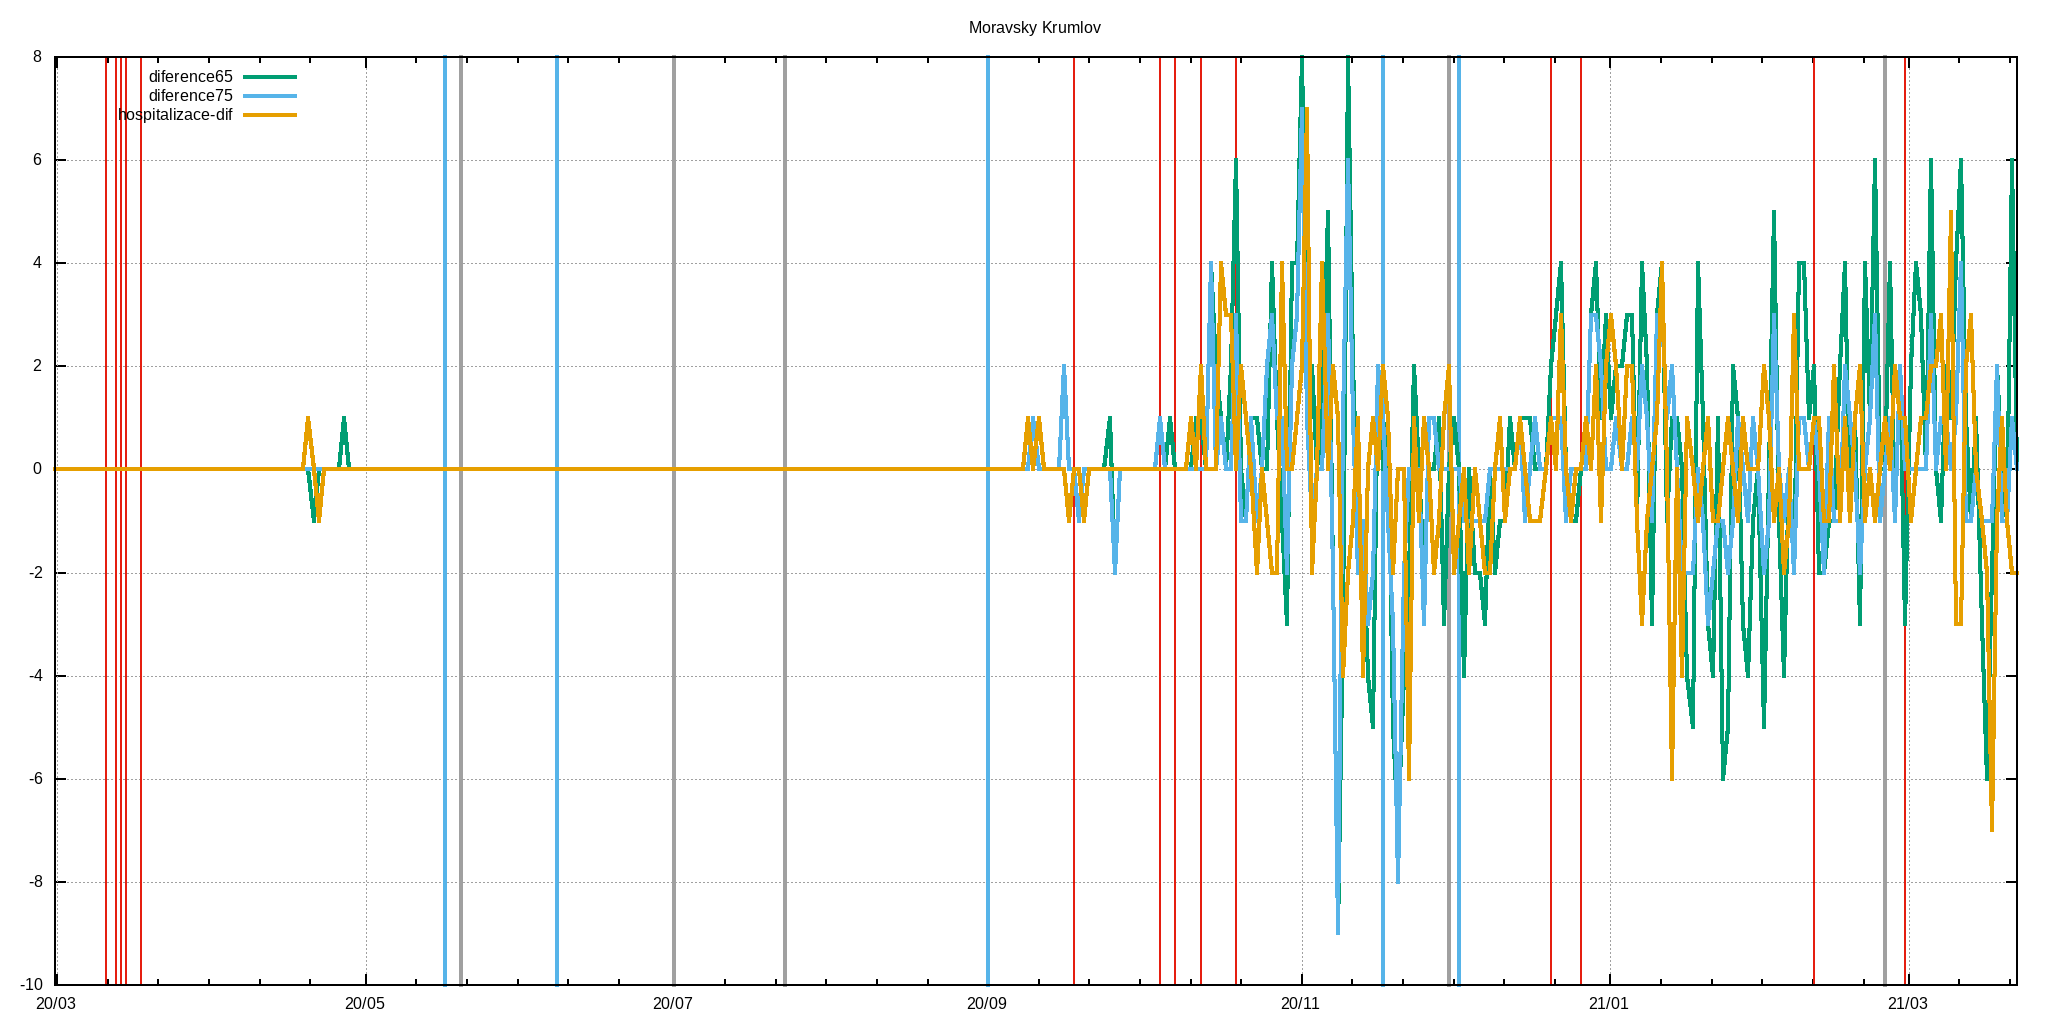 Moravsky Krumlov
8
6
4
2
0
-2
-4
-6
-8
-10
diference65
diference75
hospitalizace-dif
20/03 20/05 20/07 20/09 20/11 21/01 21/03